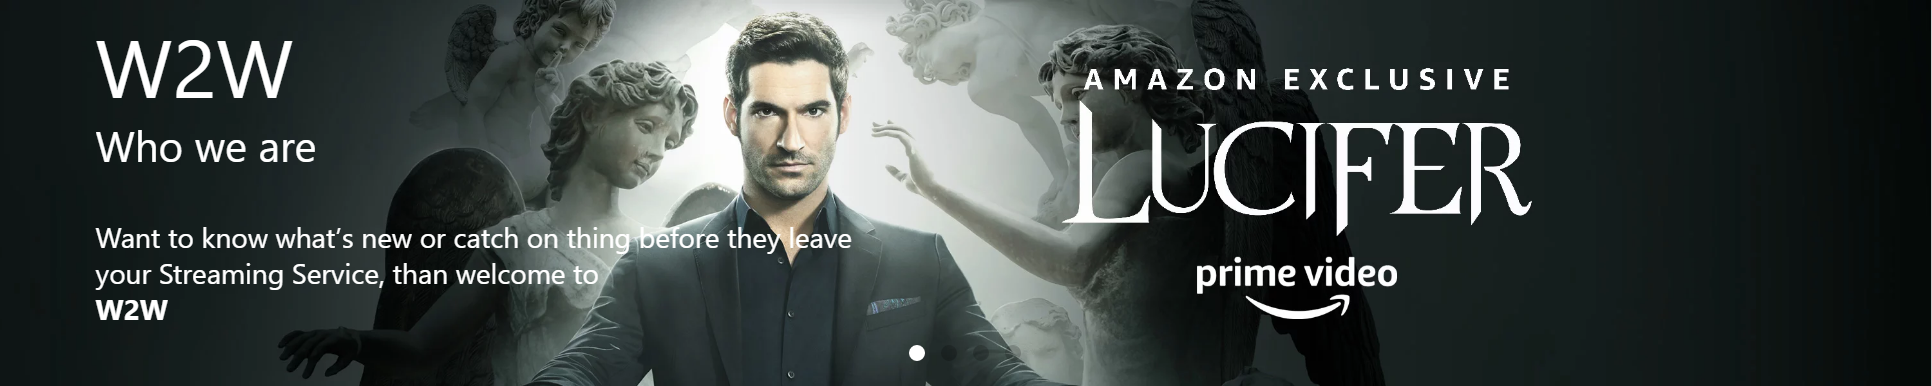 W2W
Who we are
Want to know what’s new or catch on thing before they leave
your Streaming Service, than welcome to
W2W
AMAZON EXCLUSIVE
LUCIFER
prime video